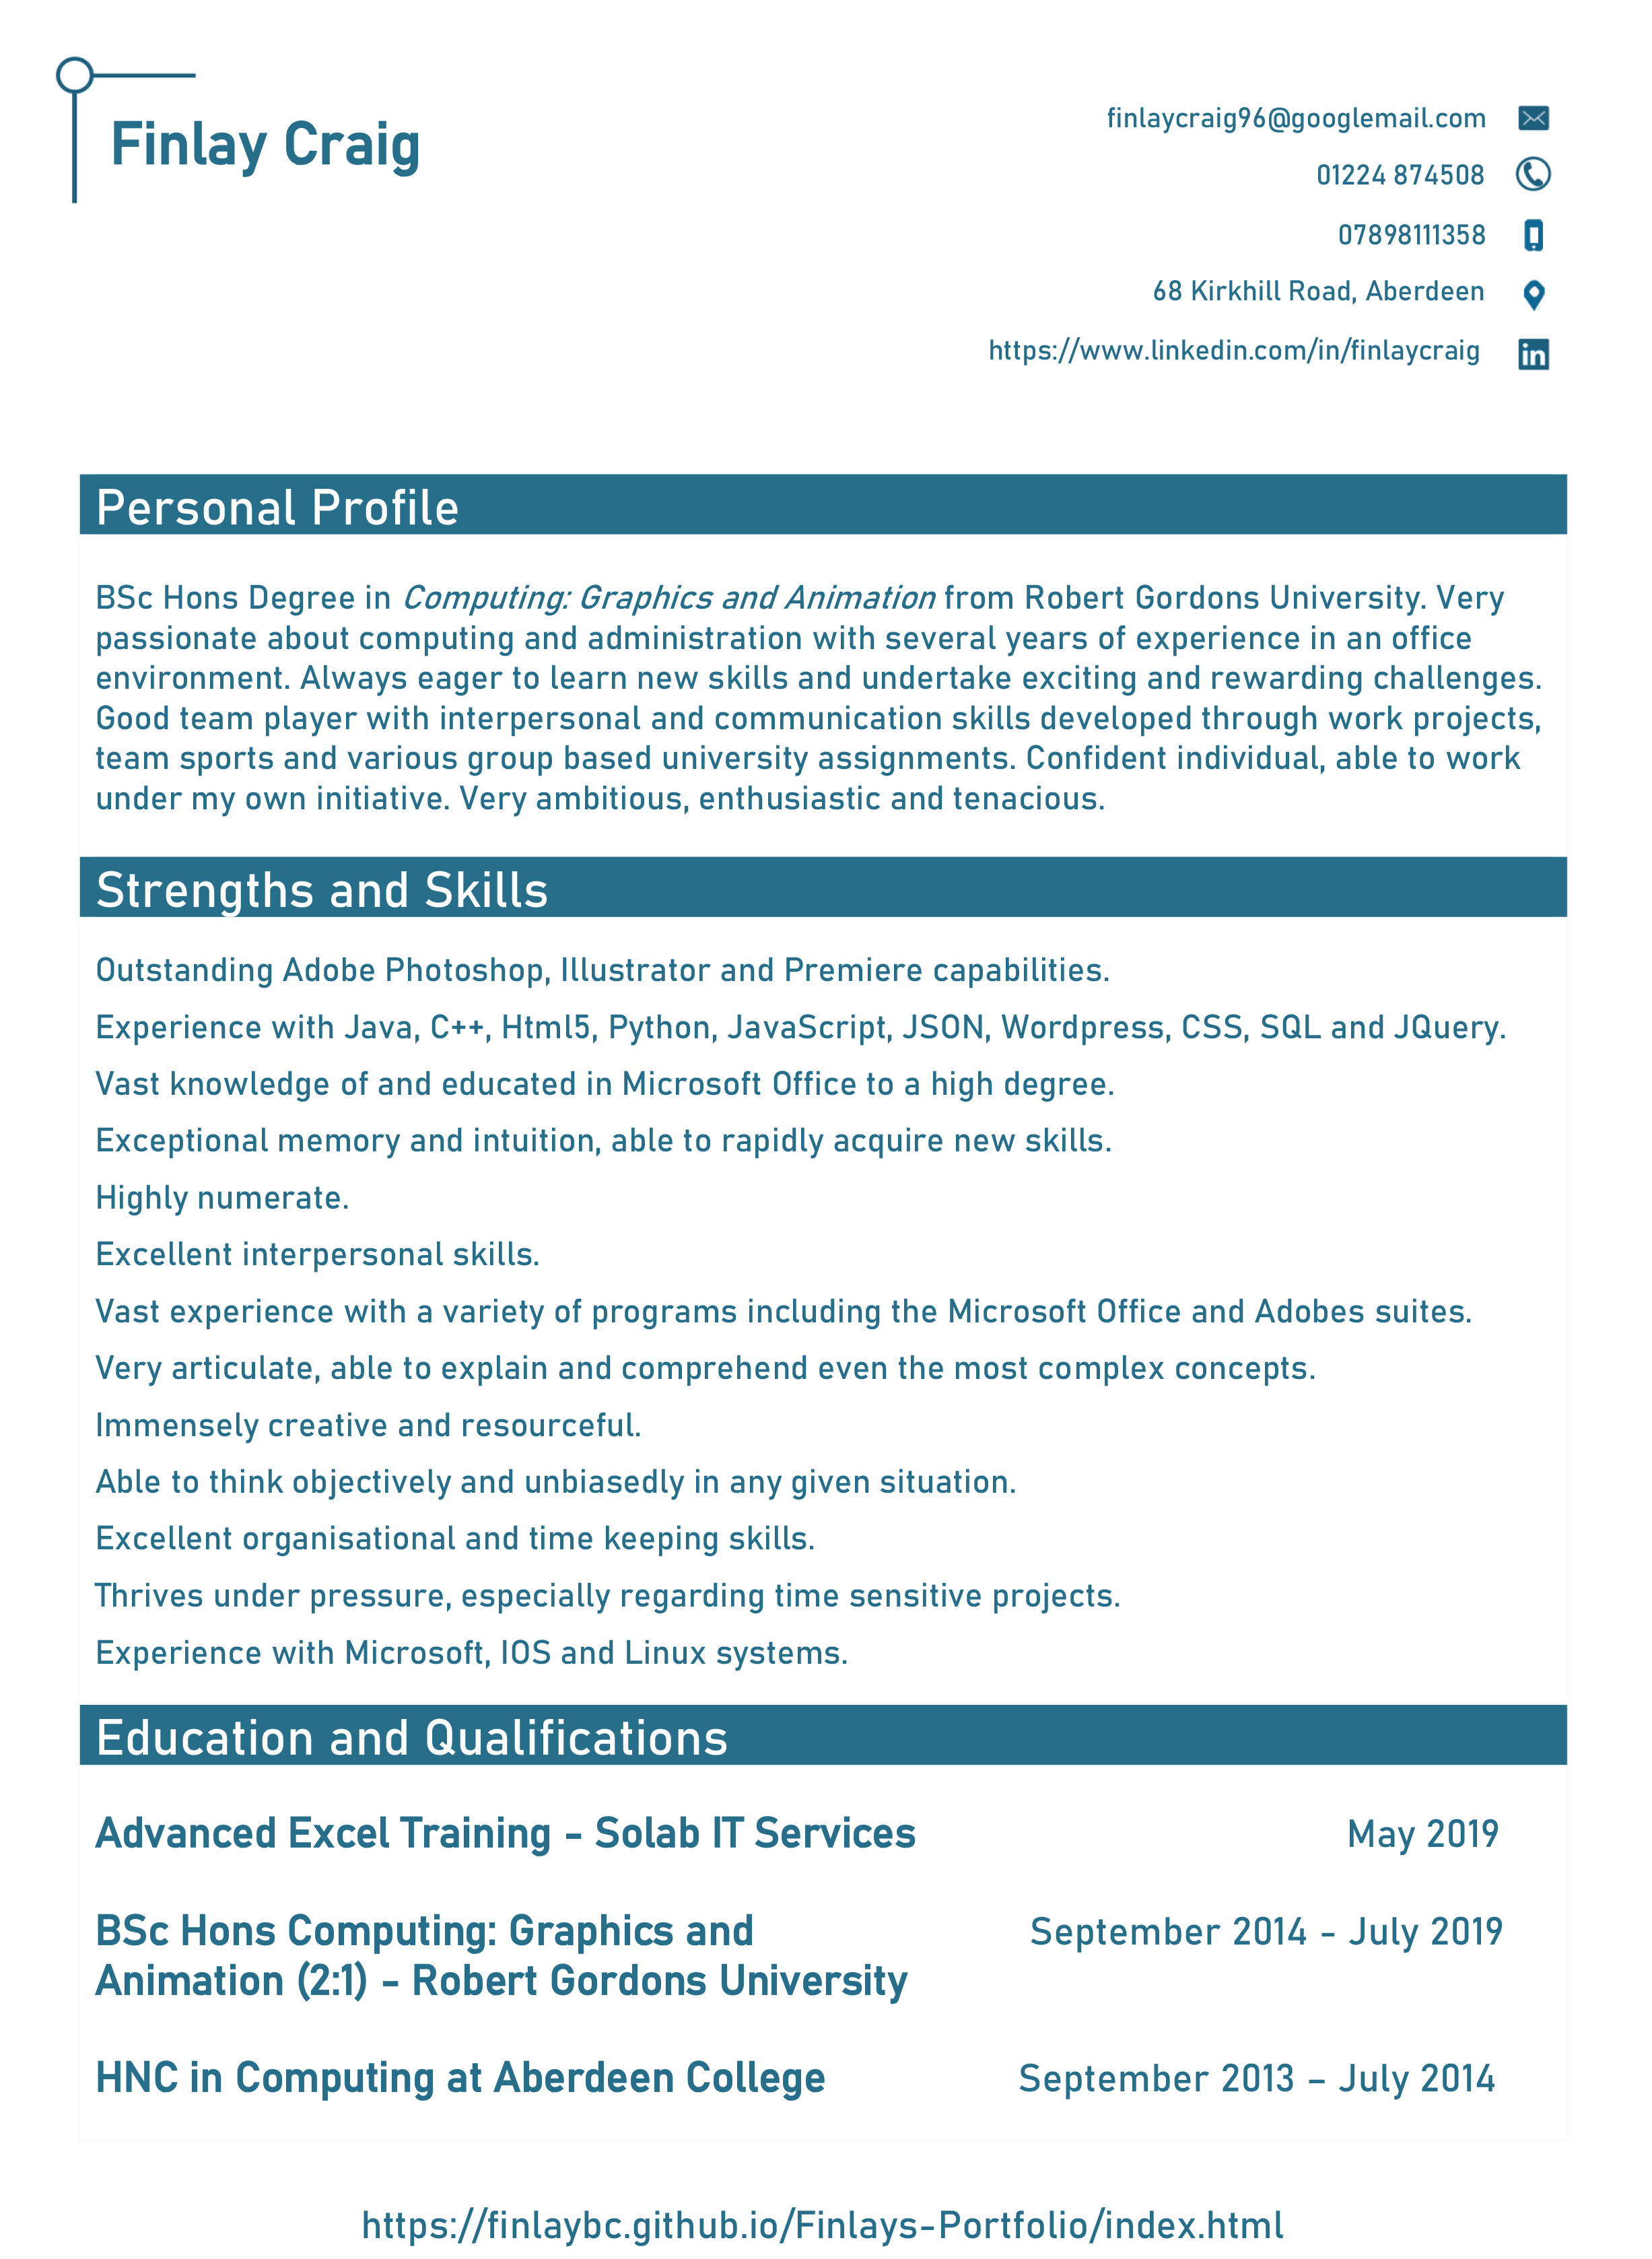 Finlay Craig
finlaycraig96@googlemail.com
01224 874508
07898111358
68 Kirkhill Road, Aberdeen
https://www.linkedin.com/in/finlaycraig
in
Personal Profile
BSc Hons Degree in Computing: Graphics and Animation from Robert Gordons University. Very
passionate about computing and administration with several years of experience in an office
environment. Always eager to learn new skills and undertake exciting and rewarding challenges.
Good team player with interpersonal and communication skills developed through work projects,
team sports and various group based university assignments. Confident individual, able to work
under my own initiative. Very ambitious, enthusiastic and tenacious.
Strengths and Skills
Outstanding Adobe Photoshop, Illustrator and Premiere capabilities.
Experience with Java, C++, Html5, Python, JavaScript, JSON, Wordpress, CSS, SQL and JQuery.
Vast knowledge of and educated in Microsoft Office to a high degree.
Exceptional memory and intuition, able to rapidly acquire new skills.
Highly numerate.
Excellent interpersonal skills.
Vast experience with a variety of programs including the Microsoft Office and Adobes suites.
Very articulate, able to explain and comprehend even the most complex concepts.
Immensely creative and resourceful.
Able to think objectively and unbiasedly in any given situation.
Excellent organisational and time keeping skills.
Thrives under pressure, especially regarding time sensitive projects.
Experience with Microsoft, IOS and Linux systems.
Education and Qualifications
Advanced Excel Training - Solab IT Services May 2019
BSc Hons Computing: Graphics and September 2014 - July 2019
Animation (2:1) - Robert Gordons University
HNC in Computing at Aberdeen College September 2013 – July 2014
https://finlaybc.github.io/Finlays-Portfolio/index.html